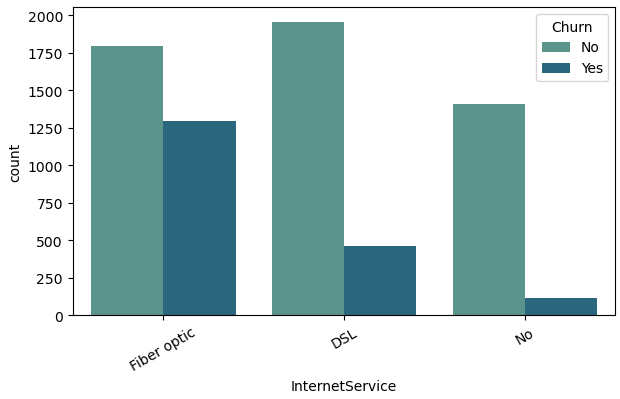 2000
1750
1500
1250
1000
750
500
250
0
count
Churn
No
Yes
Fiber optic
DSL
No
InternetService